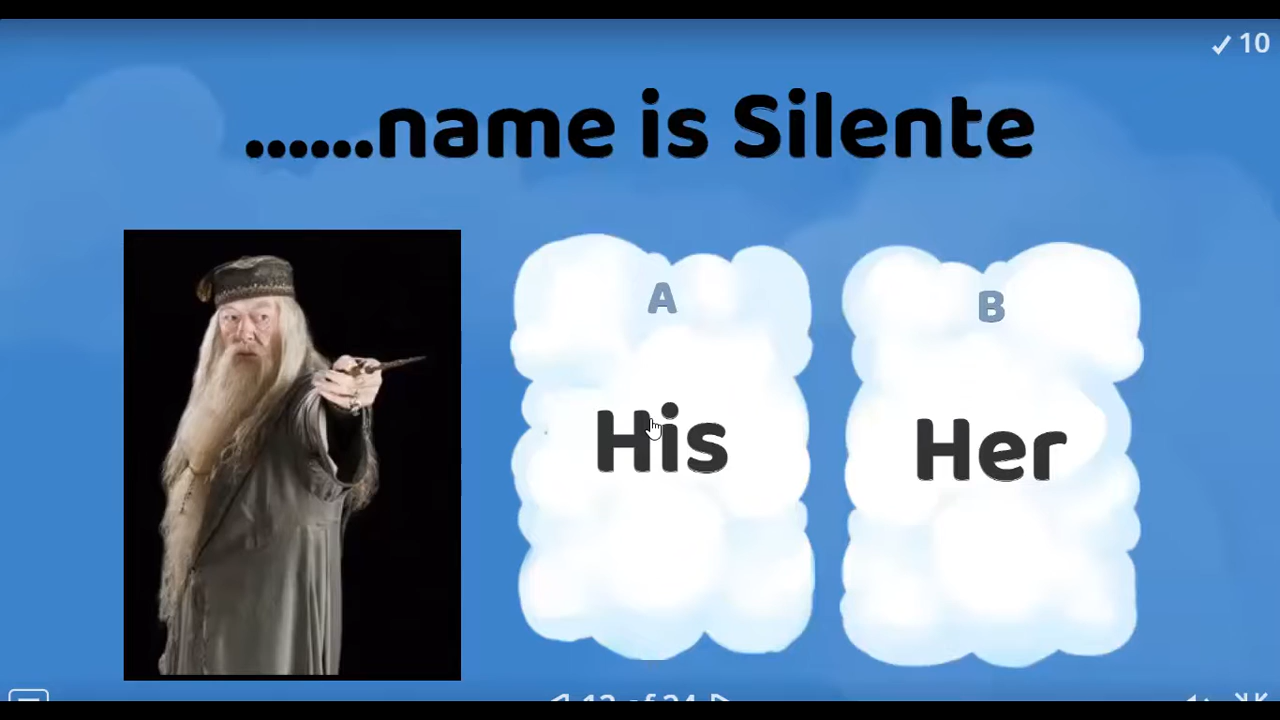 ✓ 10
......name is Silente
A
B
His
Her